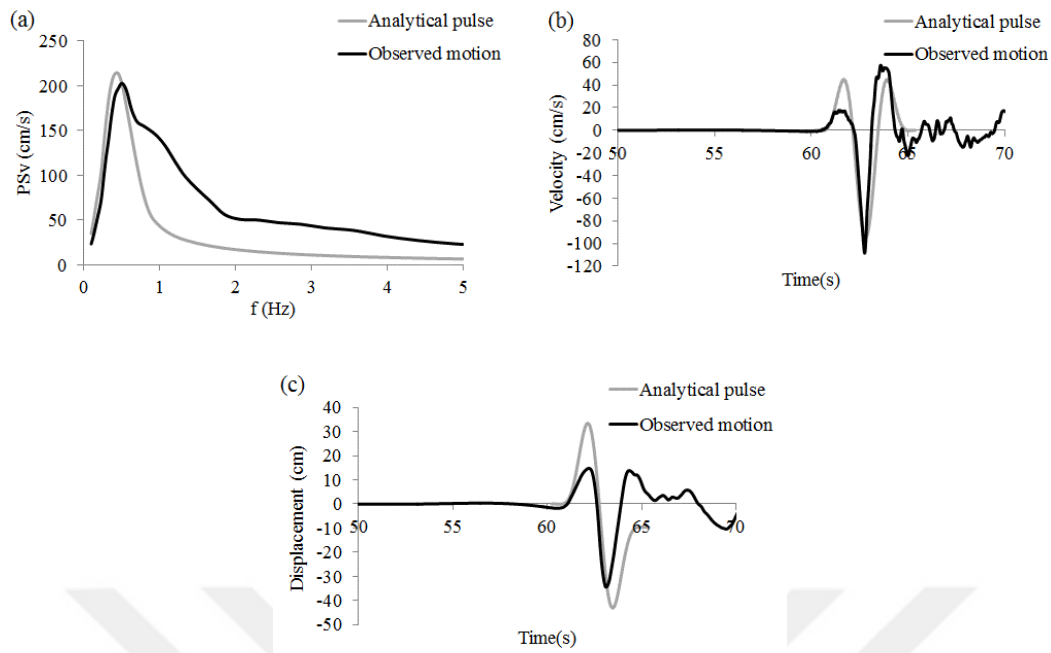 (a)
Analytical pulse
Observed motion
250
200
150
100
50
0
PSv (cm/s)
0 1 2 3 4 5
f (Hz)
(b)
Analytical pulse
Observed motion
80
60
40
20
0
-20
-40
-60
-80
-100
-120
Velocity (cm/s)
50 55 60 65 70
Time(s)
(c)
Analytical pulse
Observed motion
40
30
20
10
0
-10
-20
-30
-40
-50
Displacement (cm)
50 55 60 65 70
Time(s)